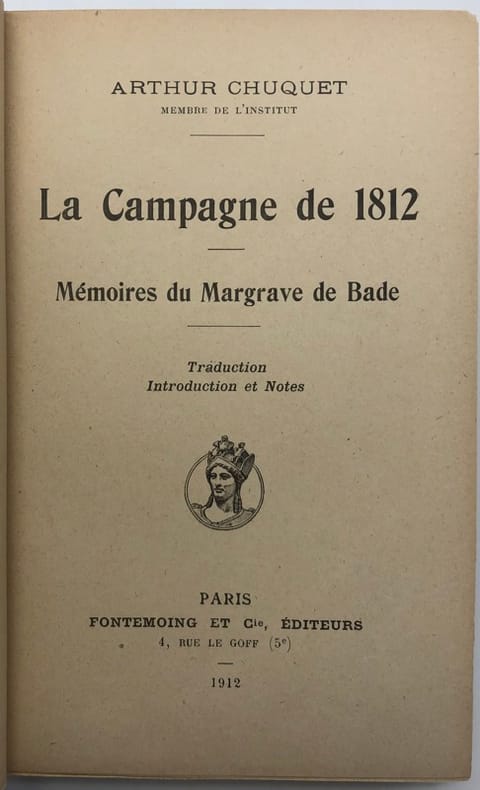 ARTHUR CHUQUET
MEMBRE DE L'INSTITUT
La Campagne de 1812
Mémoires du Margrave de Bade
Traduction
Introduction et Notes
PARIS
FONTEMOING ET Cie, ÉDITEURS
4, RUE LE GOFF (5e)
1912